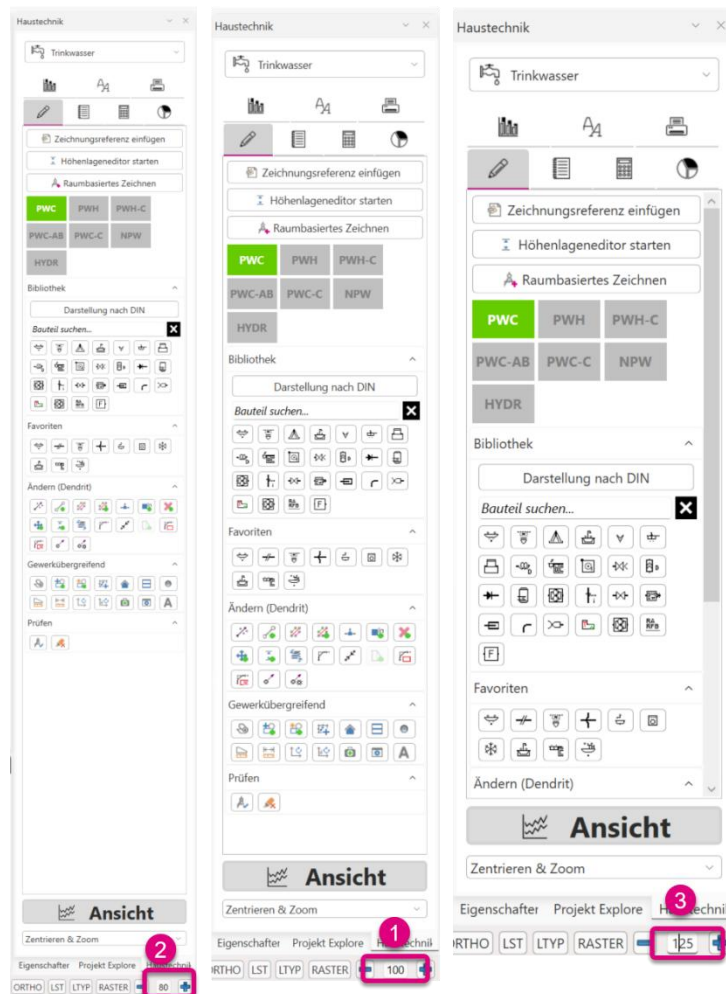 Haustechnik
Trinkwasser
AA
Zeichnungsreferenz einfügen
Höhenlageneditor starten
Raumbasiertes Zeichnen
PWC PWH PWH-C
PWC-AB PWC-C NPW
HYDR
Bibliothek
Darstellung nach DIN
Bauteil suchen...
Favoriten
Ändern (Dendrit)
Gewerkübergreifend
Prüfen
Ansicht
Zentrieren & Zoom
2
Eigenschafter Projekt Explore Haustechnik
ORTHO LST LTYP RASTER 80
Haustechnik
Trinkwasser
AA
Zeichnungsreferenz einfügen
Höhenlageneditor starten
Raumbasiertes Zeichnen
PWC PWH PWH-C
PWC-AB PWC-C NPW
HYDR
Bibliothek
Darstellung nach DIN
Bauteil suchen...
Favoriten
Ändern (Dendrit)
Gewerkübergreifend
Prüfen
Ansicht
Zentrieren & Zoom
1
Eigenschafter Projekt Explore
ORTHO LST LTYP RASTER 100
Haustechnik
Trinkwasser
AA
Zeichnungsreferenz einfügen
Höhenlageneditor starten
Raumbasiertes Zeichnen
PWC PWH PWH-C
PWC-AB PWC-C NPW
HYDR
Bibliothek
Darstellung nach DIN
Bauteil suchen...
Favoriten
Ändern (Dendrit)
Ansicht
Zentrieren & Zoom
3
Eigenschafter Projekt Explore
RTHO LST LTYP RASTER 125